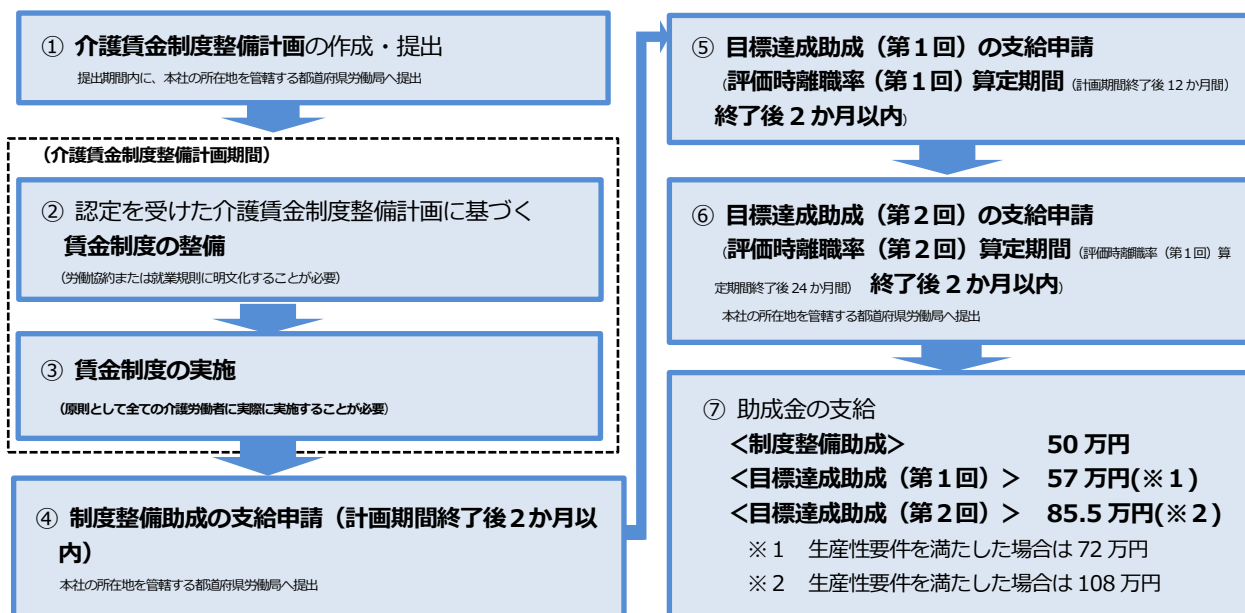 ① 介護賃金制度整備計画の作成・提出
提出期間内に、本社の所在地を管轄する都道府県労働局へ提出
（介護賃金制度整備計画期間）
② 認定を受けた介護賃金制度整備計画に基づく
賃金制度の整備
（労働協約または就業規則に明文化することが必要）
③ 賃金制度の実施
（原則として全ての介護労働者に実際に実施することが必要）
④ 制度整備助成の支給申請（計画期間終了後２か月以
内）
本社の所在地を管轄する都道府県労働局へ提出
⑤ 目標達成助成（第１回）の支給申請
（評価時離職率（第１回）算定期間（計画期間終了後 12 か月間）
終了後 2 か月以内）
⑥ 目標達成助成（第２回）の支給申請
（評価時離職率（第２回）算定期間（評価時離職率（第１回）算
定期間終了後 24 か月間） 終了後 2 か月以内）
本社の所在地を管轄する都道府県労働局へ提出
⑦ 助成金の支給
＜制度整備助成＞ 50 万円
＜目標達成助成（第１回）＞ 57 万円(※１)
＜目標達成助成（第２回）＞ 85.5 万円(※２)
※１ 生産性要件を満たした場合は 72 万円
※２ 生産性要件を満たした場合は 108 万円